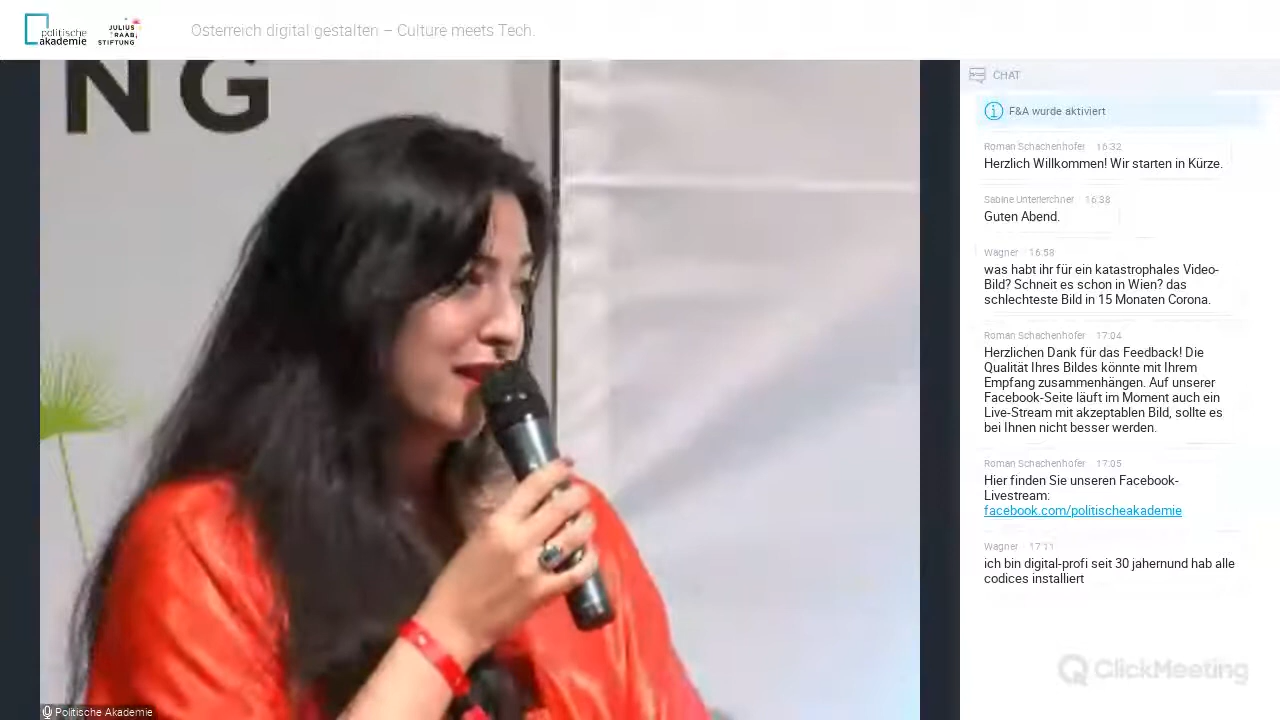 politische
akademie
JULIUS
RAAB
STIFTUNG
Österreich digital gestalten – Culture meets Tech.
NG
Politische Akademie
CHAT
F&A wurde aktiviert
Roman Schachenhofer 16:32
Herzlich Willkommen! Wir starten in Kürze.
Sabine Unterlerchner 16:38
Guten Abend.
Wagner 16:58
was habt ihr für ein katastrophales Video-
Bild? Schneit es schon in Wien? das
schlechteste Bild in 15 Monaten Corona.
Roman Schachenhofer 17:04
Herzlichen Dank für das Feedback! Die
Qualität Ihres Bildes könnte mit Ihrem
Empfang zusammenhängen. Auf unserer
Facebook-Seite läuft im Moment auch ein
Live-Stream mit akzeptablen Bild, sollte es
bei Ihnen nicht besser werden.
Roman Schachenhofer 17:05
Hier finden Sie unseren Facebook-
Livestream:
facebook.com/politischeakademie
Wagner 17:11
ich bin digital-profi seit 30 jahernund hab alle
codices installiert
ClickMeeting